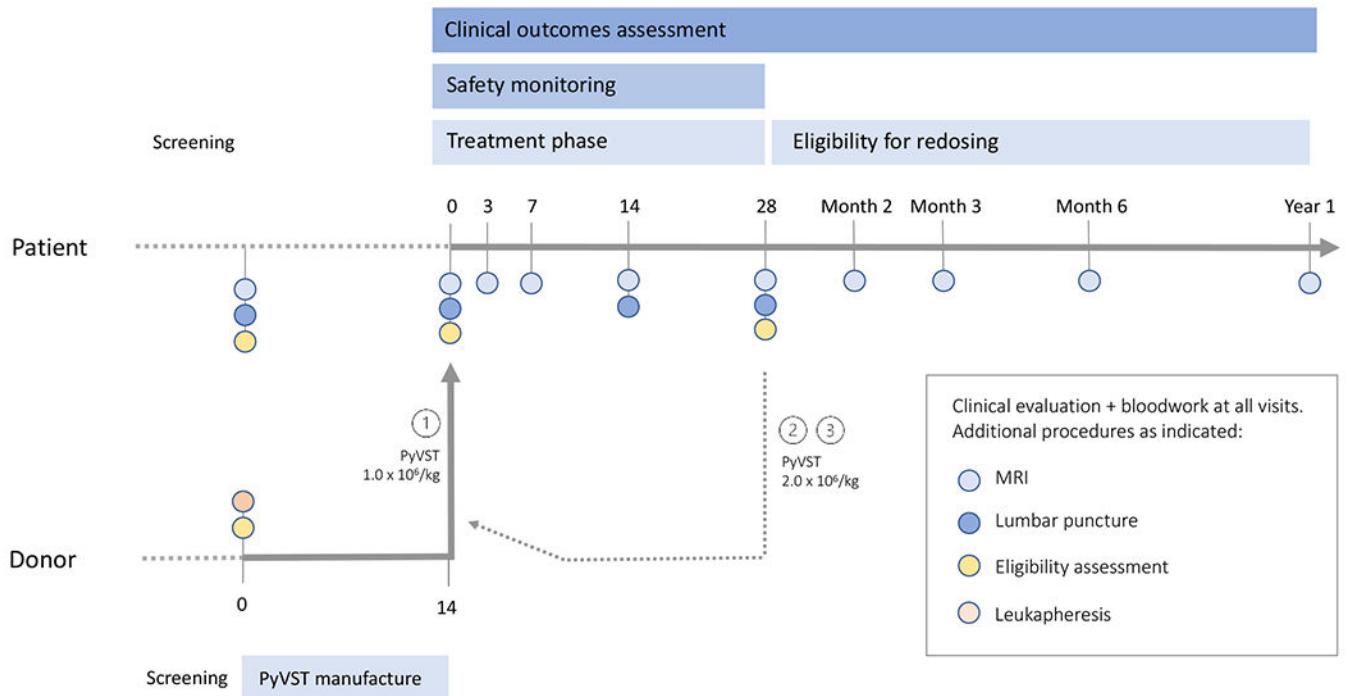 Clinical outcomes assessment
Safety monitoring
Screening
Treatment phase
Eligibility for redosing
0 3 7 14 28 Month 2 Month 3 Month 6 Year 1
Patient
1
PyVST
1.0 x 10⁶/kg
2 3
PyVST
2.0 x 10⁶/kg
Clinical evaluation + bloodwork at all visits.
Additional procedures as indicated:
MRI
Lumbar puncture
Eligibility assessment
Leukapheresis
Donor
0 14
Screening
PyVST manufacture